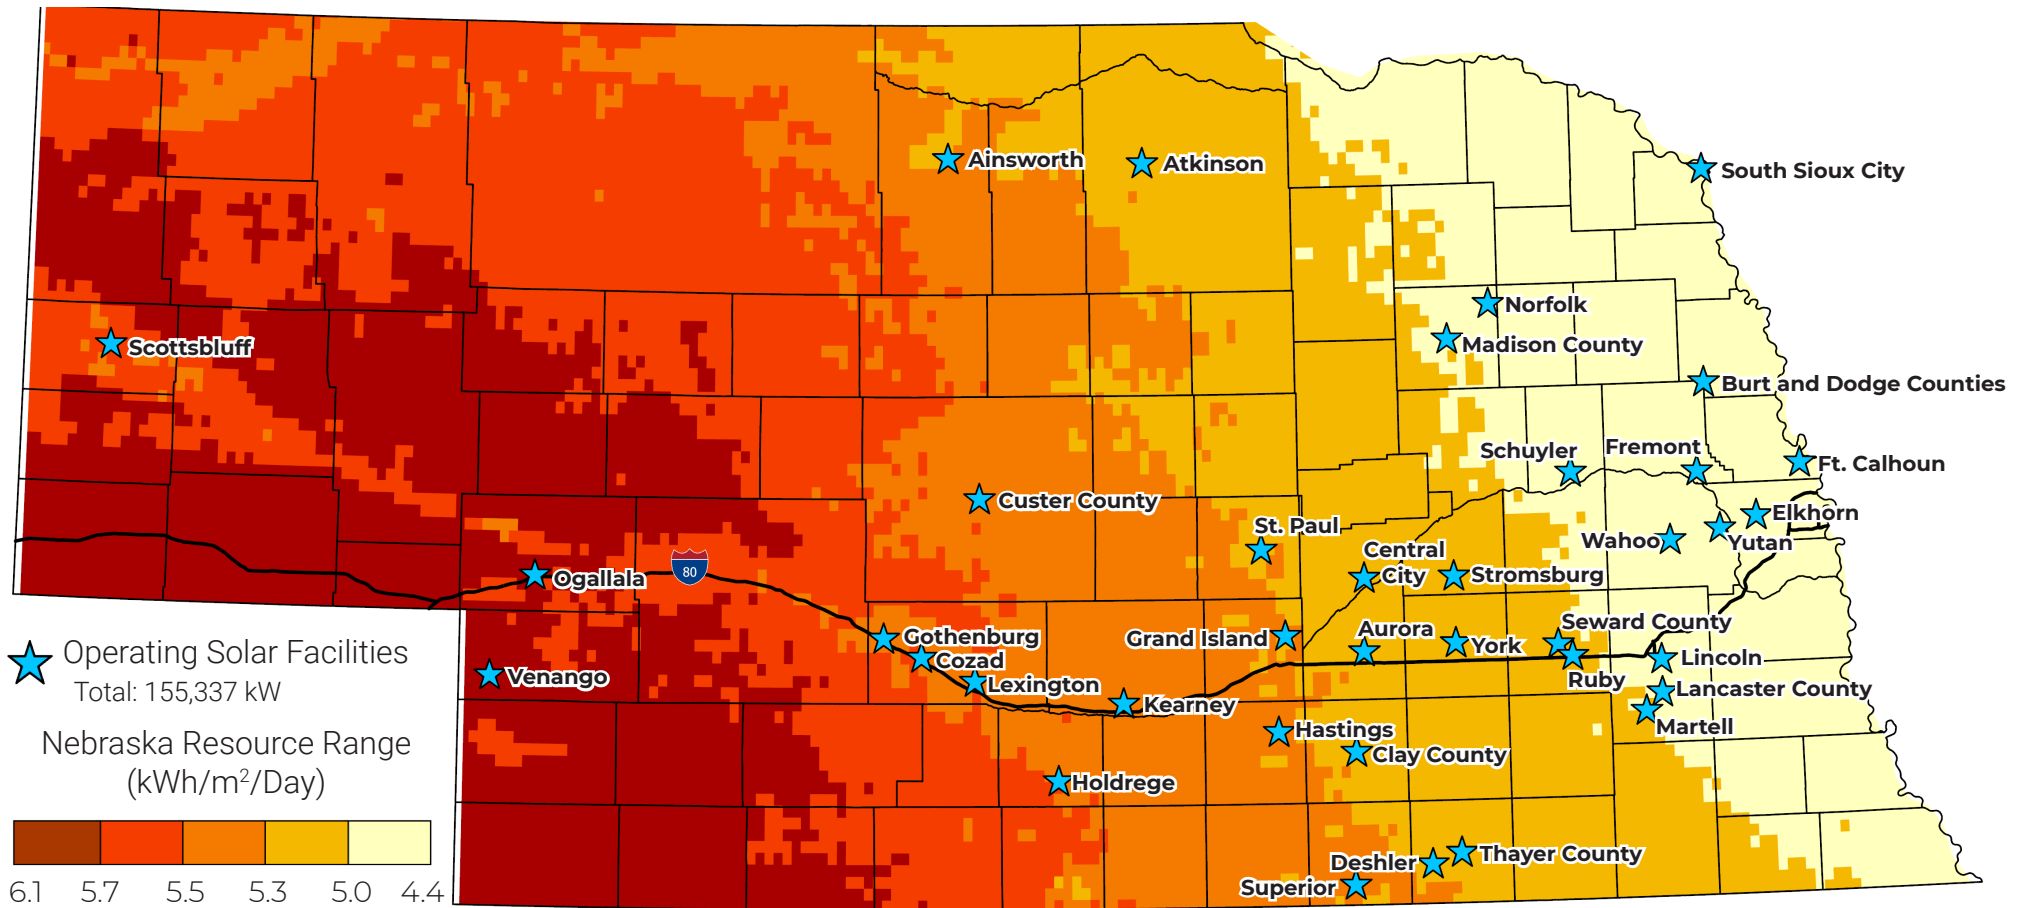 Ainsworth
Atkinson
South Sioux City
Norfolk
Scottsbluff
Madison County
Burt and Dodge Counties
Schuyler
Fremont
Ft. Calhoun
Custer County
St. Paul
Elkhorn
Wahoo
Yutan
Central
City
Stromsburg
80
Ogallala
Seward County
Gothenburg
Grand Island
Aurora
York
Cozad
Lincoln
Ruby
Venango
Lexington
Lancaster County
Kearney
Martell
Hastings
Clay County
Holdrege
Thayer County
Deshler
Superior
Operating Solar Facilities
Total: 155,337 kW
Nebraska Resource Range
(kWh/m²/Day)
6.1 5.7 5.5 5.3 5.0 4.4